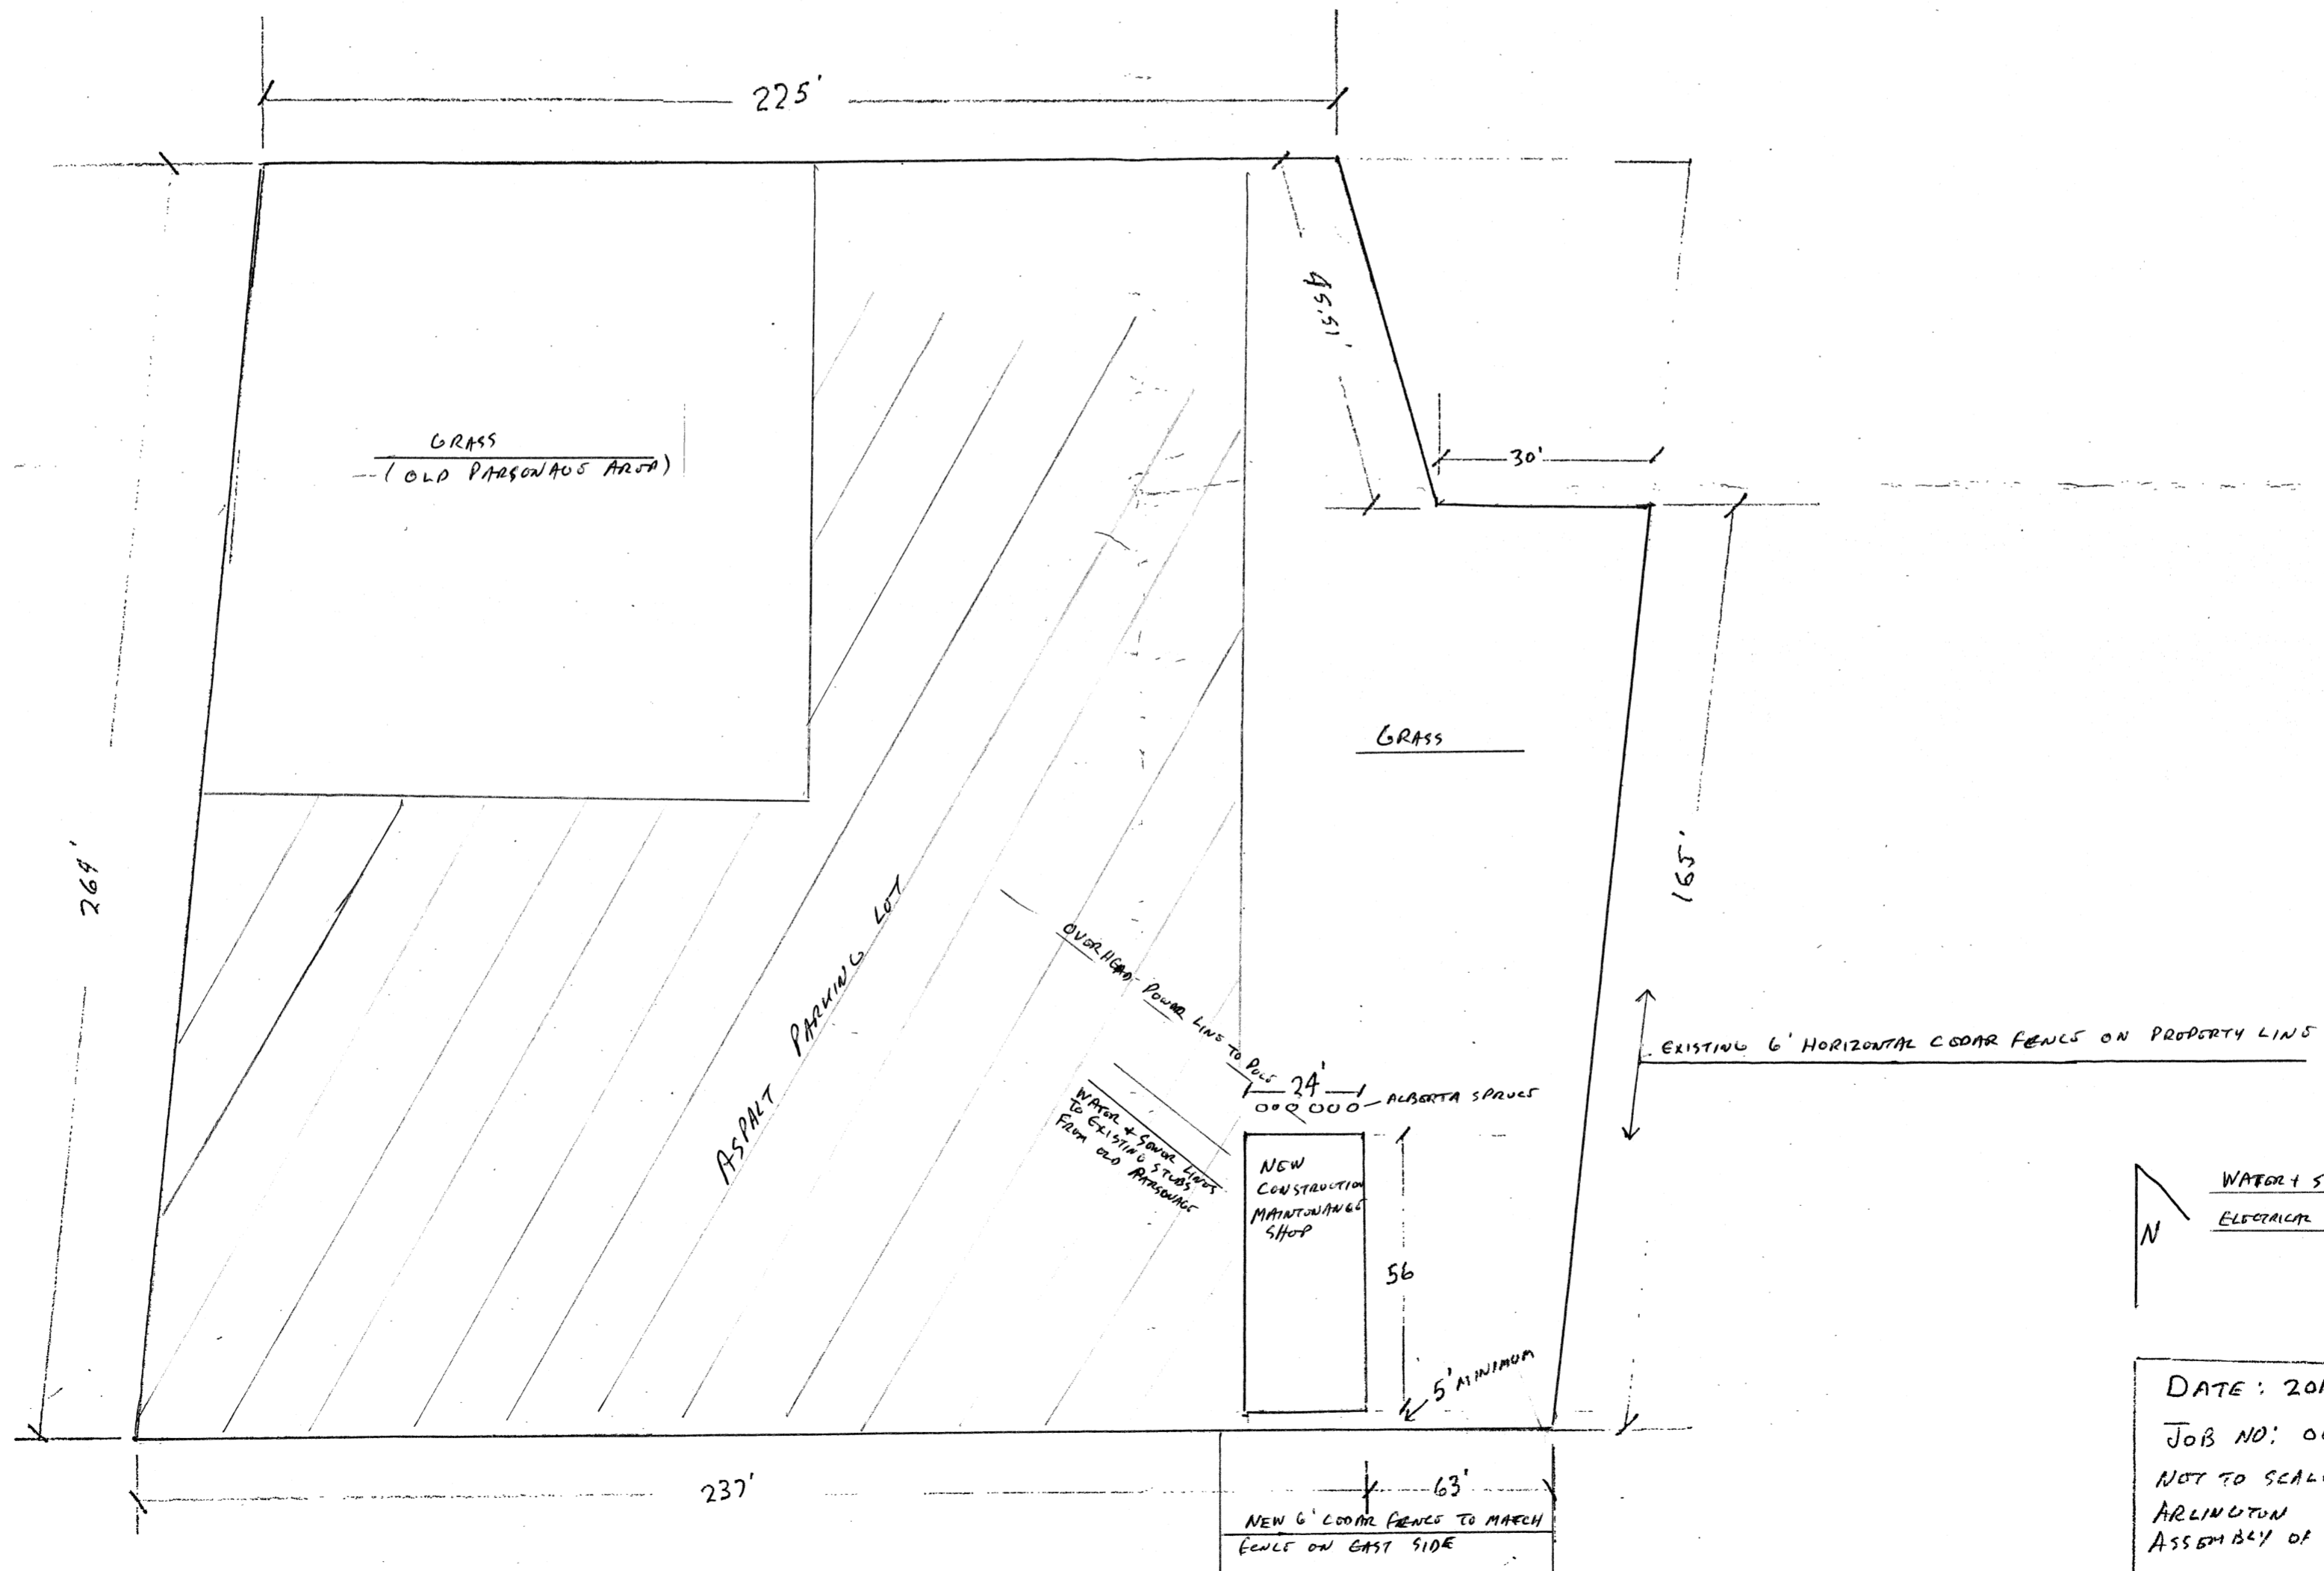 225'
45.51'
30'
GRASS
(OLD PARSONAGE AREA)
GRASS
264'
165'
ASPALT PARKING LOT
OVERHEAD POWER LINE TO POLE
24'
ALBERTA SPRUCE
EXISTING 6' HORIZONTAL CEDAR FENCE ON PROPERTY LINE
WATER & SEWER LINES
TO EXISTING STUBS
FROM OLD PARSONAGE
NEW
CONSTRUCTION
MAINTENANCE
SHOP
56
5' MINIMUM
WATER + S
ELECTRICAL
N
237'
63'
NEW 6' CEDAR FENCE TO MATCH
FENCE ON EAST SIDE
DATE: 20
JOB NO: 0
NOT TO SCAL
ARLINGTON
ASSEMBLY OF